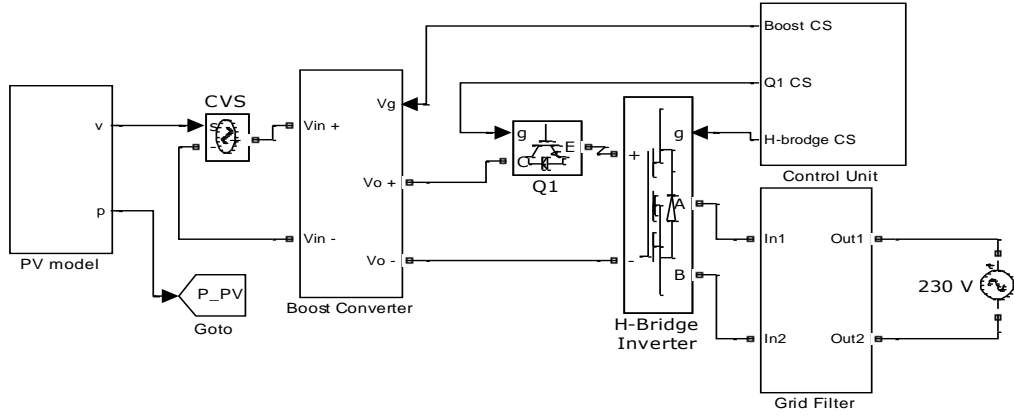 Boost CS
Q1 CS
H-brodge CS
Control Unit
v
p
PV model
P_PV
Goto
CVS
s
+
-
Vin +
Vin -
Vg
Vo +
Vo -
Boost Converter
g
C
E
Q1
g
+
-
A
B
H-Bridge
Inverter
In1
In2
Out1
Out2
Grid Filter
230 V